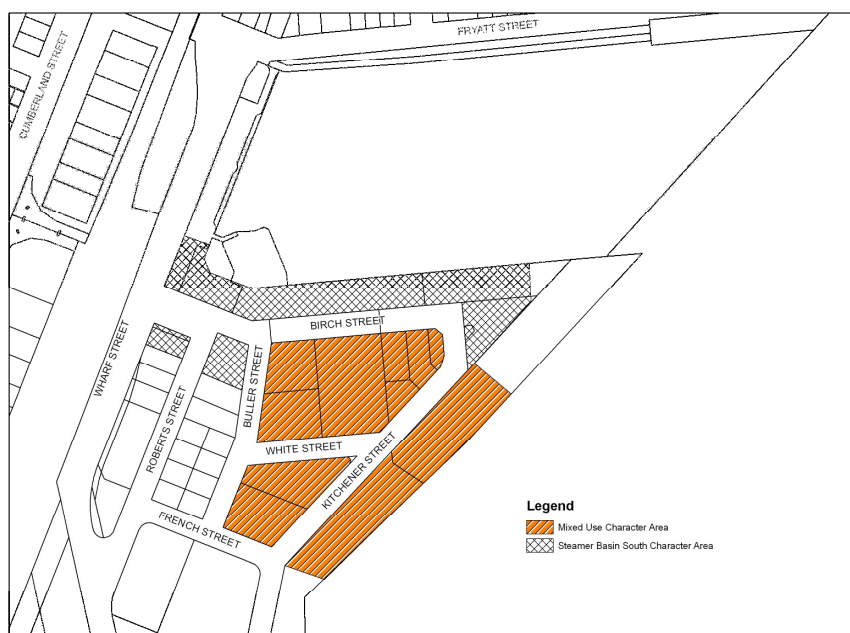 FRYATT STREET
CUMBERLAND STREET
BIRCH STREET
WHARF STREET
BULLER STREET
ROBERTS STREET
WHITE STREET
KITCHENER STREET
FRENCH STREET
Legend
Mixed Use Character Area
Steamer Basin South Character Area